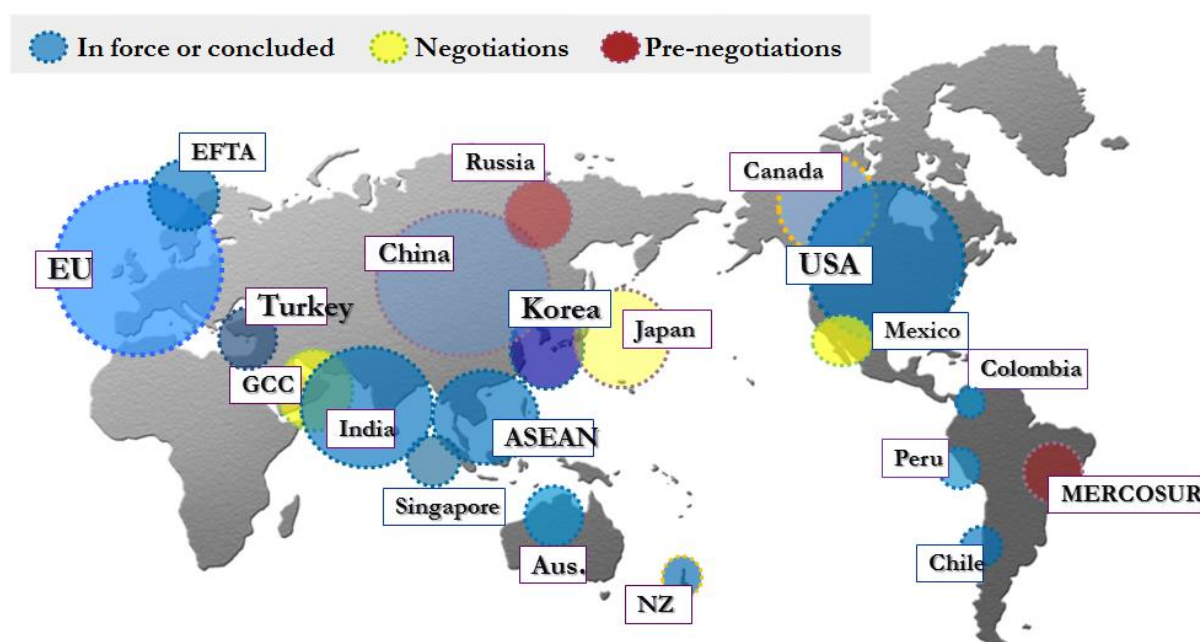 In force or concluded
Negotiations
Pre-negotiations
EFTA
Russia
Canada
EU
China
USA
Turkey
Korea
Japan
Mexico
GCC
Colombia
India
ASEAN
Peru
Singapore
MERCOSUR
Aus.
Chile
NZ